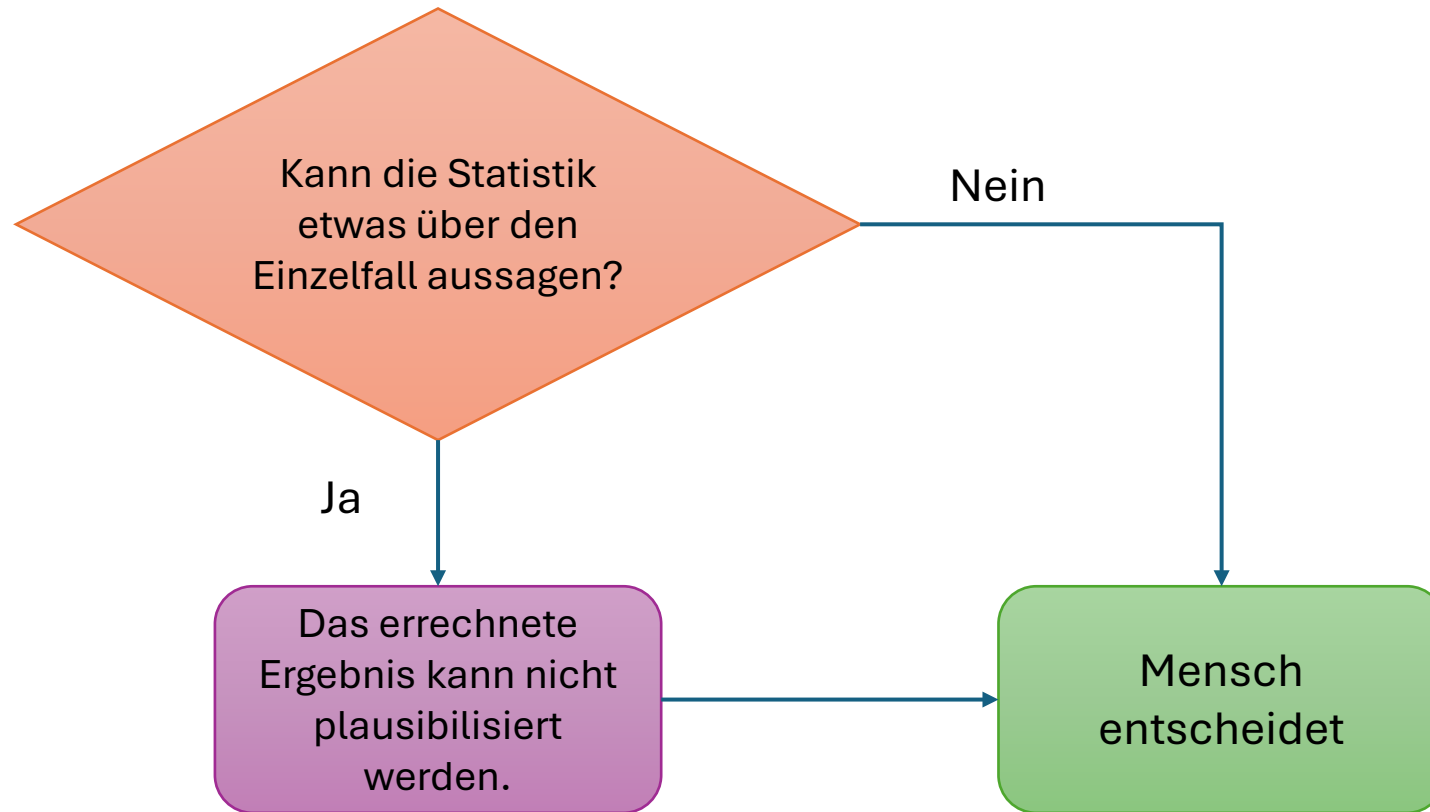 Kann die Statistik
etwas über den
Einzelfall aussagen?
Nein
Ja
Das errechnete
Ergebnis kann nicht
plausibilisiert
werden.
Mensch
entscheidet